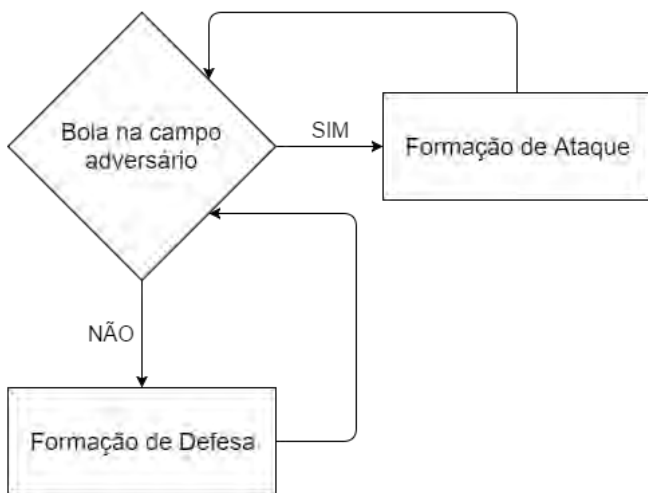 Bola na campo
adversário
SIM
Formação de Ataque
NÃO
Formação de Defesa